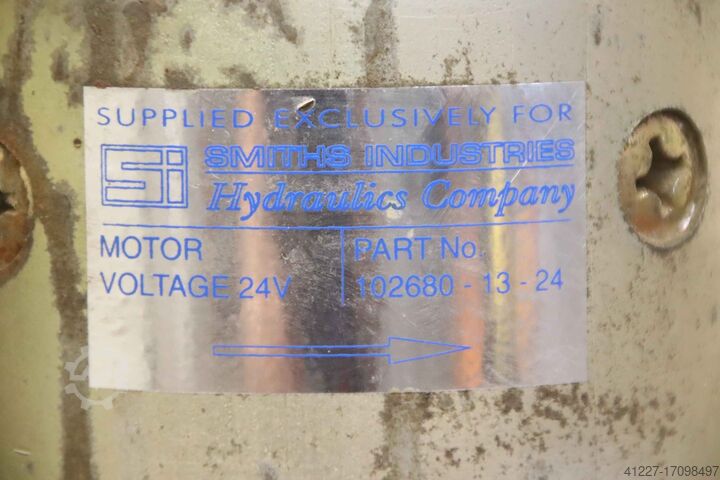 SUPPLIED EXCLUSIVELY FOR
Si SMITHS INDUSTRIES
Hydraulics Company
MOTOR
VOLTAGE 24V
PART No.
102680 - 13 - 24
41227-17098497